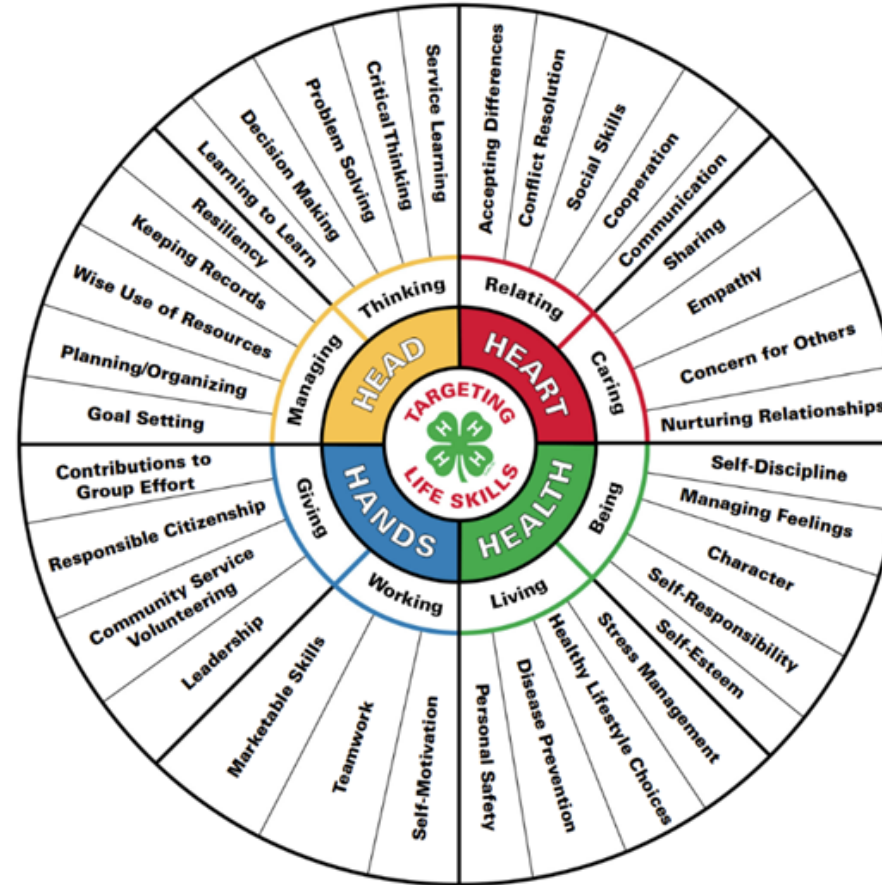 TARGETING
LIFE SKILLS
H
H
H
H
HEAD
HEART
HEALTH
HANDS
Thinking
Relating
Caring
Being
Living
Working
Giving
Managing
Learning to Learn
Decision Making
Problem Solving
Critical Thinking
Service Learning
Accepting Differences
Conflict Resolution
Social Skills
Cooperation
Communication
Sharing
Empathy
Concern for Others
Nurturing Relationships
Self-Discipline
Managing Feelings
Character
Self-Responsibility
Self-Esteem
Stress Management
Healthy Lifestyle Choices
Disease Prevention
Personal Safety
Self-Motivation
Teamwork
Marketable Skills
Leadership
Community Service
Volunteering
Responsible Citizenship
Contributions to
Group Effort
Goal Setting
Planning/Organizing
Wise Use of Resources
Keeping Records
Resiliency